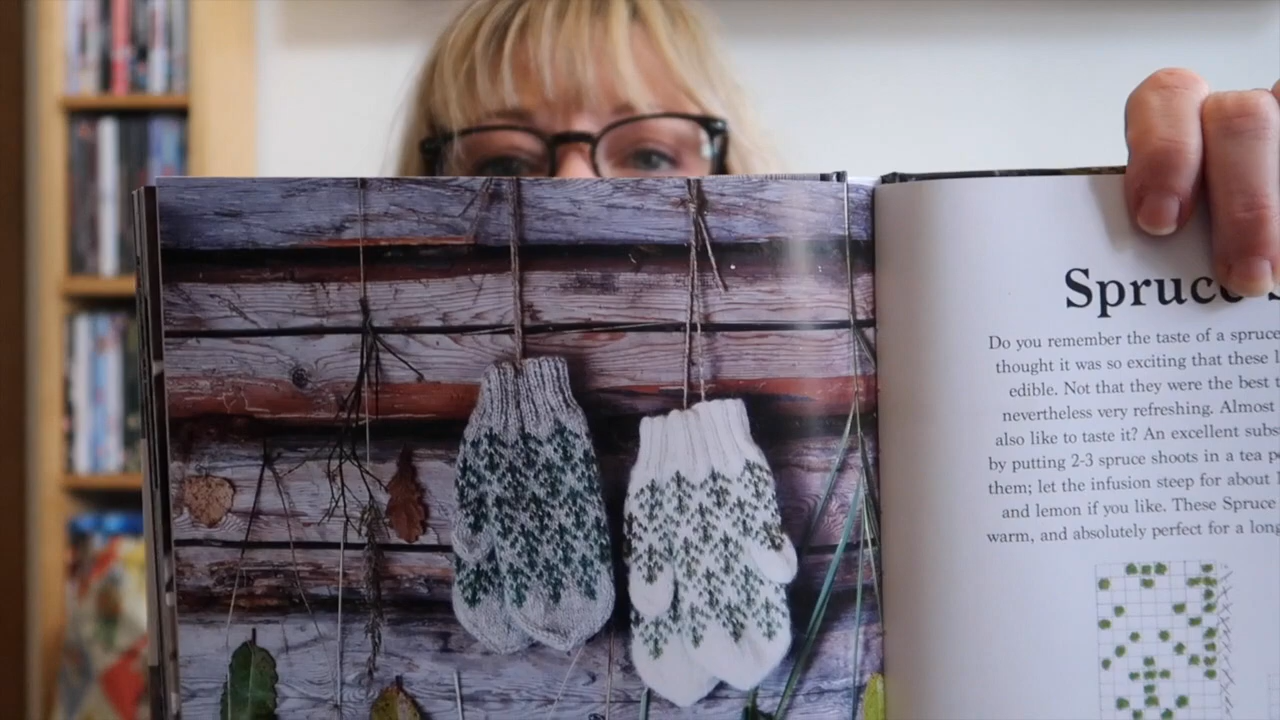 Spruce S
Do you remember the taste of a spruce
thought it was so exciting that these l
edible. Not that they were the best t
nevertheless very refreshing. Almost
also like to taste it? An excellent subs
by putting 2-3 spruce shoots in a tea p
them; let the infusion steep for about 1
and lemon if you like. These Spruce
warm, and absolutely perfect for a long